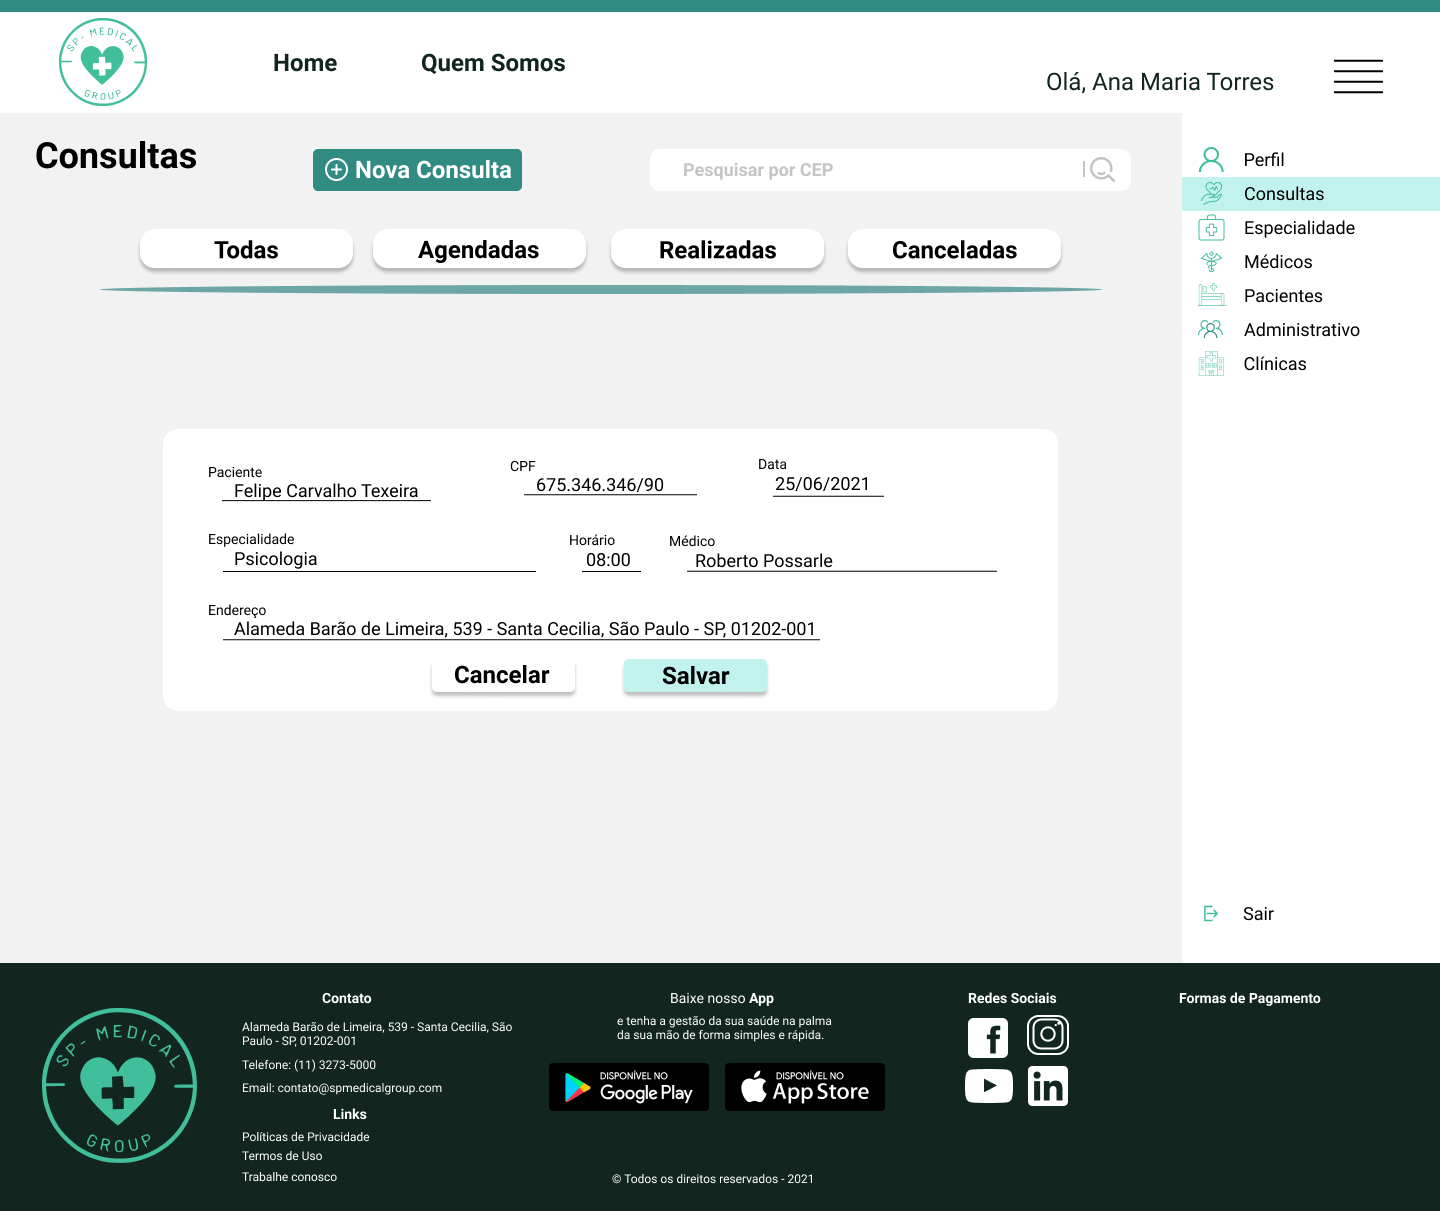 SP- MEDICAL
GROUP
Home
Quem Somos
Olá, Ana Maria Torres
Consultas
Nova Consulta
Pesquisar por CEP
Todas
Agendadas
Realizadas
Canceladas
Perfil
Consultas
Especialidade
Médicos
Pacientes
Administrativo
Clínicas
Sair
Paciente
Felipe Carvalho Texeira
CPF
675.346.346/90
Data
25/06/2021
Especialidade
Psicologia
Horário
08:00
Médico
Roberto Possarle
Endereço
Alameda Barão de Limeira, 539 - Santa Cecilia, São Paulo - SP, 01202-001
Cancelar
Salvar
SP- MEDICAL
GROUP
Contato
Alameda Barão de Limeira, 539 - Santa Cecilia, São
Paulo - SP, 01202-001
Telefone: (11) 3273-5000
Email: contato@spmedicalgroup.com
Links
Políticas de Privacidade
Termos de Uso
Trabalhe conosco
Baixe nosso App
e tenha a gestão da sua saúde na palma
da sua mão de forma simples e rápida.
DISPONÍVEL NO
Google Play
DISPONÍVEL NO
App Store
© Todos os direitos reservados - 2021
Redes Sociais
Formas de Pagamento